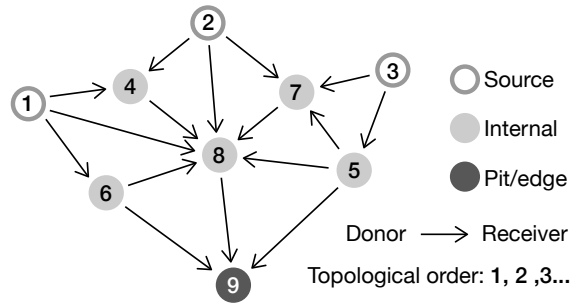 2
3
Source
4
7
1
Internal
8
5
6
Pit/edge
Donor Receiver
9
Topological order: 1, 2 ,3...